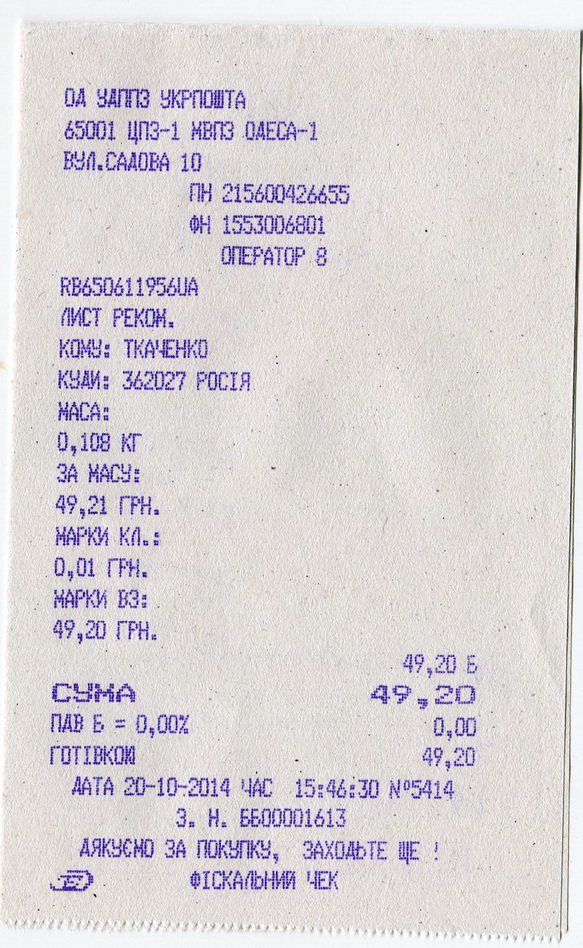 ОД УДППЗ УКРПОШТА
65001 ЦПЗ-1 МВПЗ ОДЕСА-1
ВУЛ.САДОВА 10
ПН 215600426655
ФН 1553006801
ОПЕРАТОР 8
RB650611956UA
ЛИСТ РЕКОМ.
КОМУ: ТКАЧЕНКО
КУДИ: 362027 РОСІЯ
МАСА:
0,108 КГ
ЗА МАСУ:
49,21 ГРН.
МАРКИ КЛ.:
0,01 ГРН.
МАРКИ ВЗ:
49,20 ГРН.
49,20 Б
СУМА 49,20
ПДВ Б = 0,00% 0,00
ГОТІВКОЮ 49,20
ДАТА 20-10-2014 ЧАС 15:46:30 №5414
З. Н. ББ00001613
ДЯКУЄМО ЗА ПОКУПКУ, ЗАХОДЬТЕ ЩЕ !
ФІСКАЛЬНИЙ ЧЕК